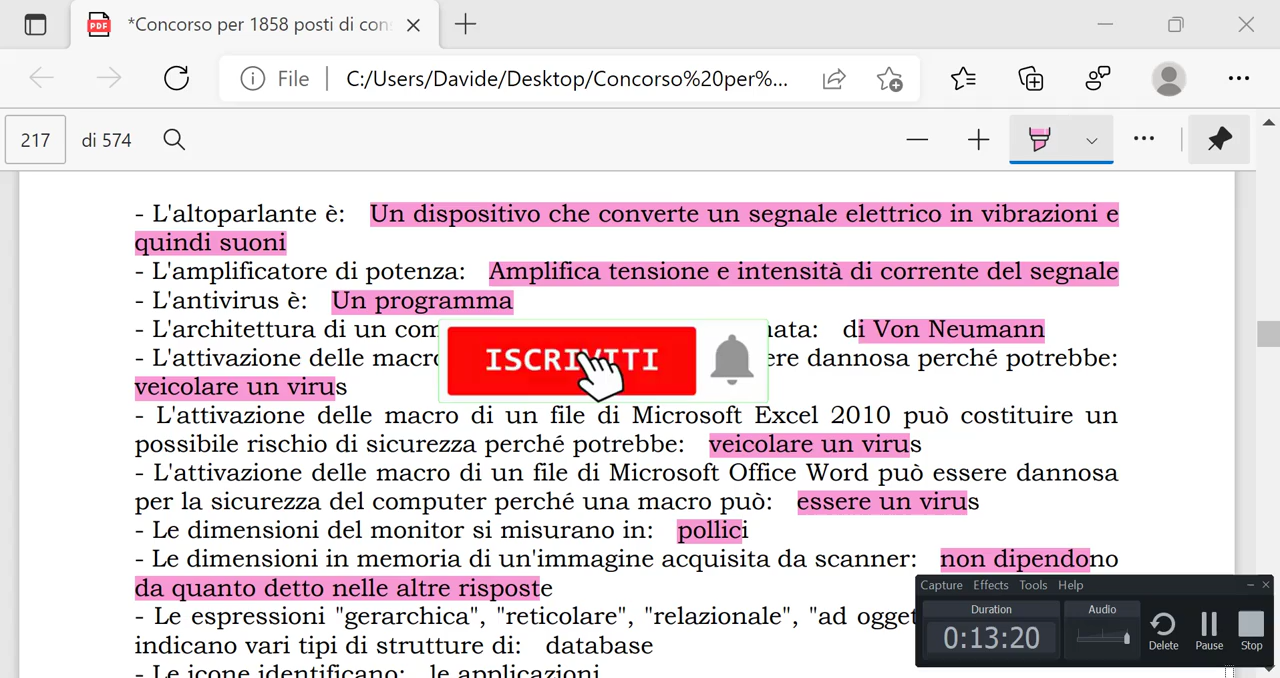 *Concorso per 1858 posti di con
File
C:/Users/Davide/Desktop/Concorso%20per%...
217 di 574
- L'altoparlante è: Un dispositivo che converte un segnale elettrico in vibrazioni e
quindi suoni
- L'amplificatore di potenza: Amplifica tensione e intensità di corrente del segnale
- L'antivirus è: Un programma
- L'architettura di un com nata: di Von Neumann
- L'attivazione delle macro ere dannosa perché potrebbe:
ISCRIVITI
veicolare un virus
- L'attivazione delle macro di un file di Microsoft Excel 2010 può costituire un
possibile rischio di sicurezza perché potrebbe: veicolare un virus
- L'attivazione delle macro di un file di Microsoft Office Word può essere dannosa
per la sicurezza del computer perché una macro può: essere un virus
- Le dimensioni del monitor si misurano in: pollici
- Le dimensioni in memoria di un'immagine acquisita da scanner: non dipendono
da quanto detto nelle altre risposte
- Le espressioni "gerarchica", "reticolare", "relazionale", "ad ogget
indicano vari tipi di strutture di: database
- Le icone identificano: le applicazioni
Capture Effects Tools Help
Duration
Audio
0:13:20
Delete Pause Stop